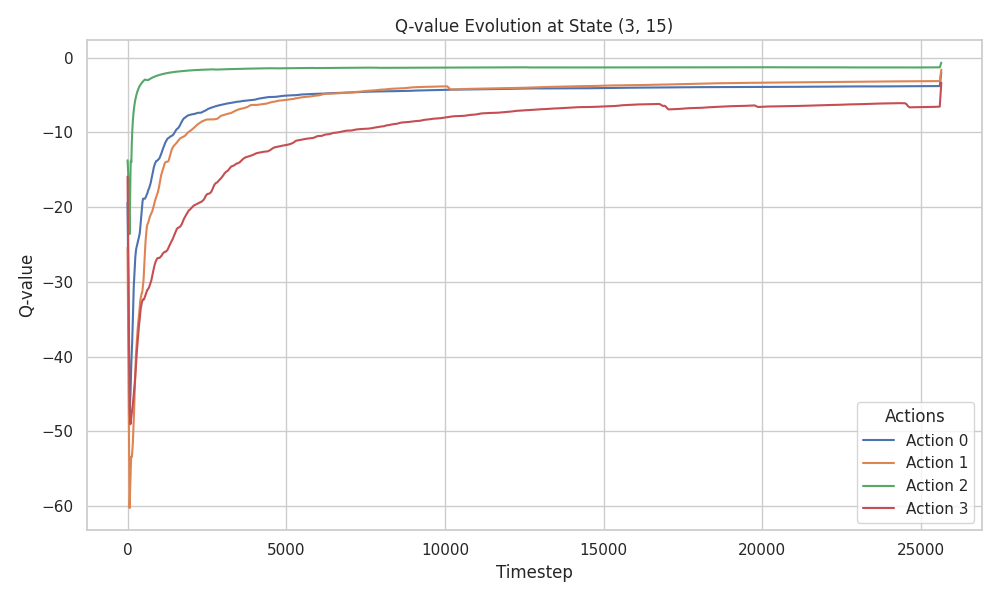 Q-value Evolution at State (3, 15)
0
−10
−20
−30
−40
−50
−60
Q-value
0
5000
10000
15000
20000
25000
Timestep
Actions
Action 0
Action 1
Action 2
Action 3